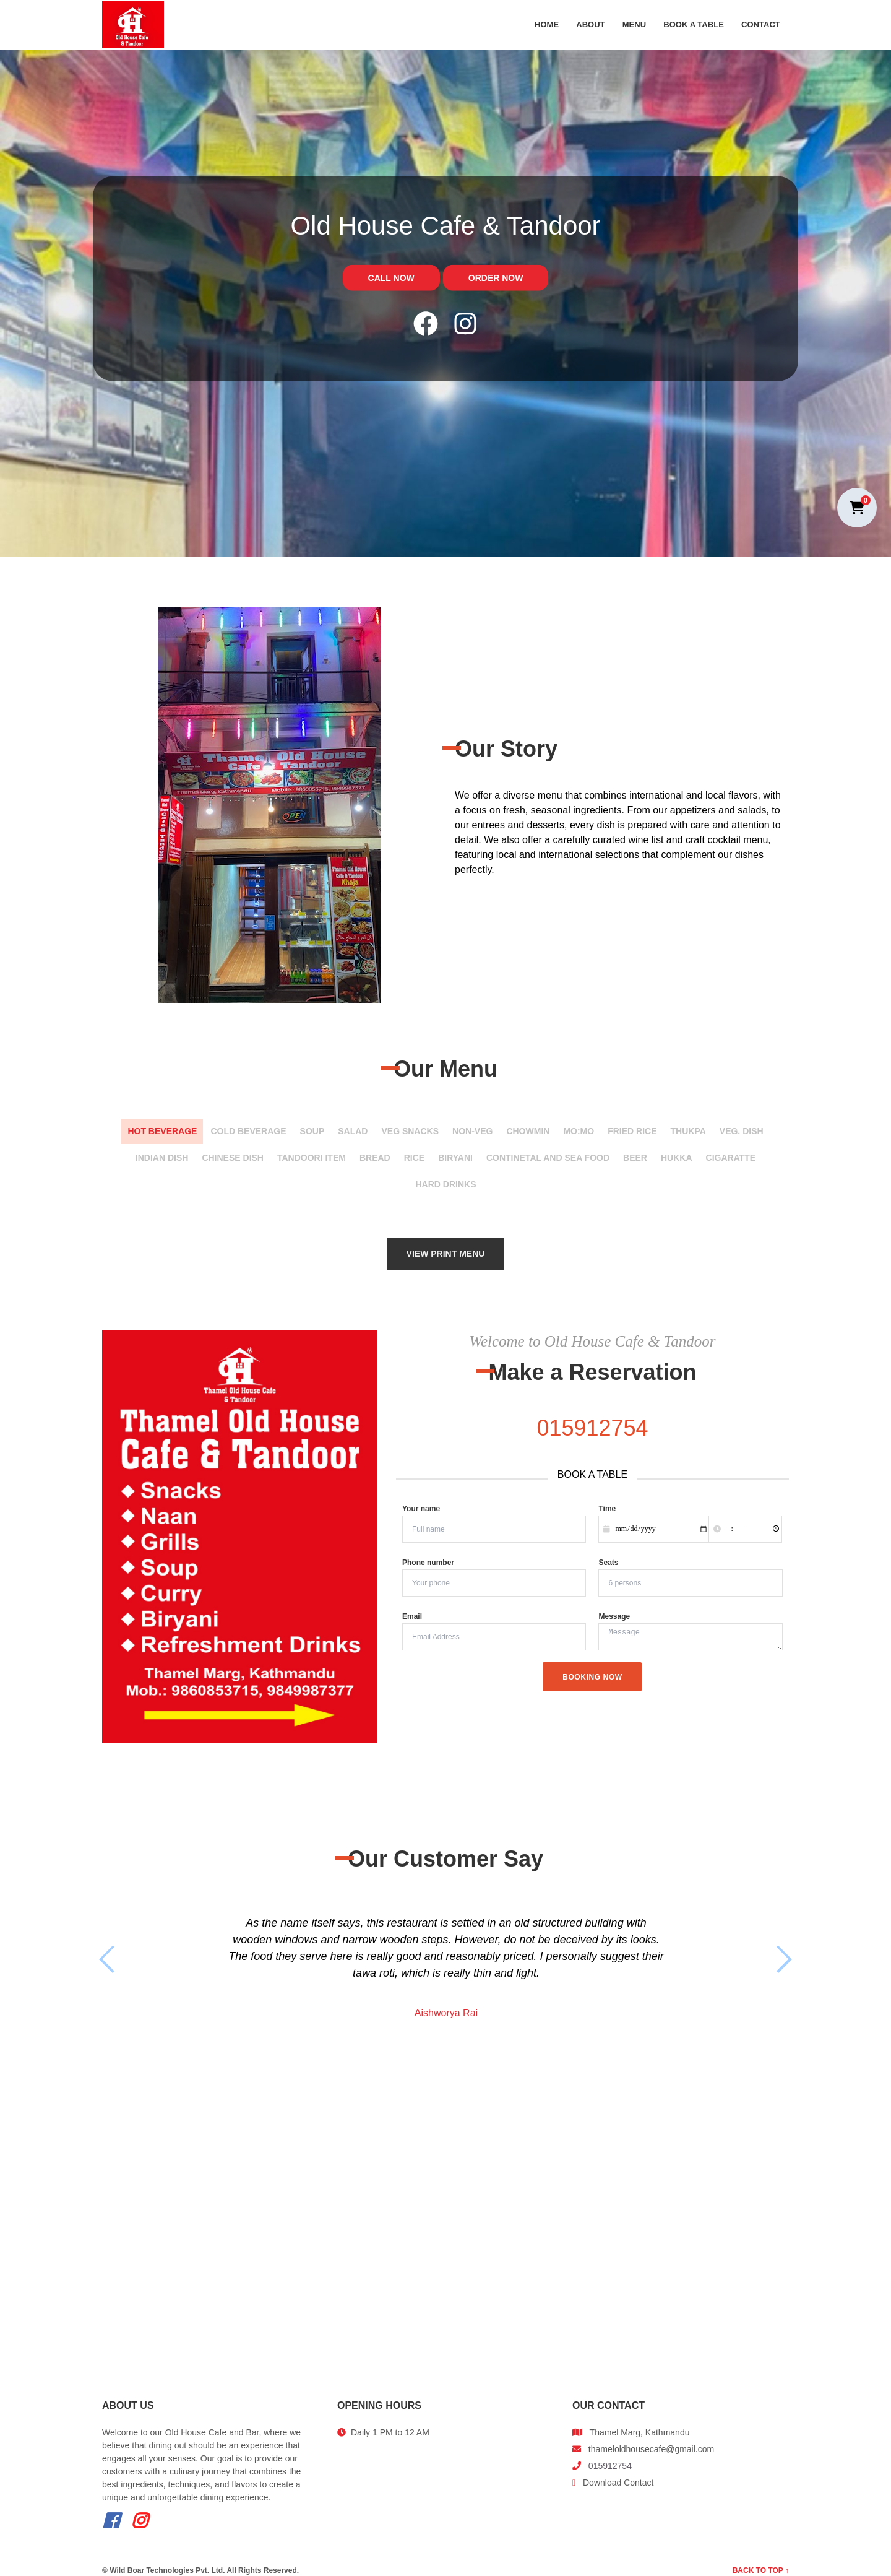 Old House Cafe
& Tandoor
HOME ABOUT MENU BOOK A TABLE CONTACT
Old House Cafe & Tandoor
CALL NOW ORDER NOW
0
Thamel Old House
Cafe & Tandoor
Thamel Marg, Kathmandu Mobile : 9860853715, 9849987377
OPEN
Thamel Old House
Cafe & Tandoor
Khaja
Our Story
We offer a diverse menu that combines international and local flavors, with
a focus on fresh, seasonal ingredients. From our appetizers and salads, to
our entrees and desserts, every dish is prepared with care and attention to
detail. We also offer a carefully curated wine list and craft cocktail menu,
featuring local and international selections that complement our dishes
perfectly.
Our Menu
HOT BEVERAGE COLD BEVERAGE SOUP SALAD VEG SNACKS NON-VEG CHOWMIN MO:MO FRIED RICE THUKPA VEG. DISH
INDIAN DISH CHINESE DISH TANDOORI ITEM BREAD RICE BIRYANI CONTINETAL AND SEA FOOD BEER HUKKA CIGARATTE
HARD DRINKS
VIEW PRINT MENU
Thamel Old House Cafe
& Tandoor
Thamel Old House
Cafe & Tandoor
Snacks
Naan
Grills
Soup
Curry
Biryani
Refreshment Drinks
Thamel Marg, Kathmandu
Mob.: 9860853715, 9849987377
Welcome to Old House Cafe & Tandoor
Make a Reservation
015912754
BOOK A TABLE
Your name Time
Full name mm/dd/yyyy --:-- --
Phone number Seats
Your phone 6 persons
Email Message
Email Address Message
BOOKING NOW
Our Customer Say
As the name itself says, this restaurant is settled in an old structured building with
wooden windows and narrow wooden steps. However, do not be deceived by its looks.
The food they serve here is really good and reasonably priced. I personally suggest their
tawa roti, which is really thin and light.
Aishworya Rai
ABOUT US
Welcome to our Old House Cafe and Bar, where we
believe that dining out should be an experience that
engages all your senses. Our goal is to provide our
customers with a culinary journey that combines the
best ingredients, techniques, and flavors to create a
unique and unforgettable dining experience.
OPENING HOURS
Daily 1 PM to 12 AM
OUR CONTACT
Thamel Marg, Kathmandu
thameloldhousecafe@gmail.com
015912754
Download Contact
© Wild Boar Technologies Pvt. Ltd. All Rights Reserved.
BACK TO TOP ↑